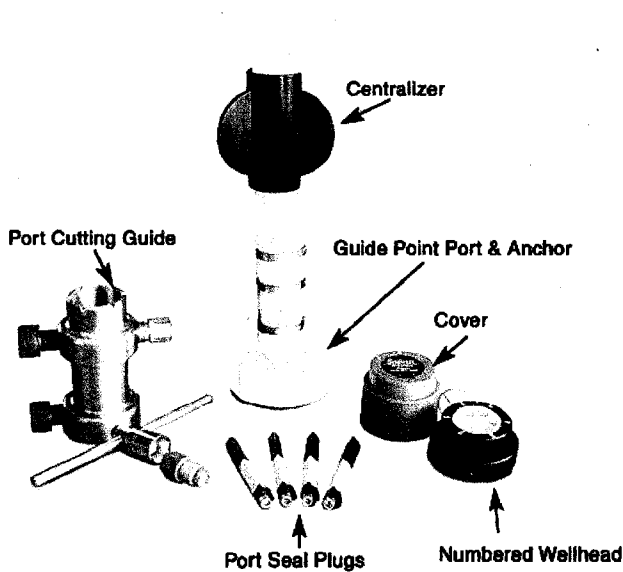 Centralizer
Port Cutting Guide
Guide Point Port & Anchor
Cover
Port Seal Plugs
Numbered Wellhead